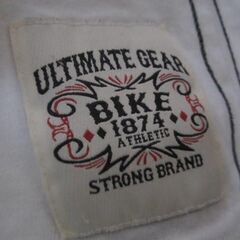 ULTIMATE GEAR
BIKE
1874
ATHLETIC
STRONG BRAND